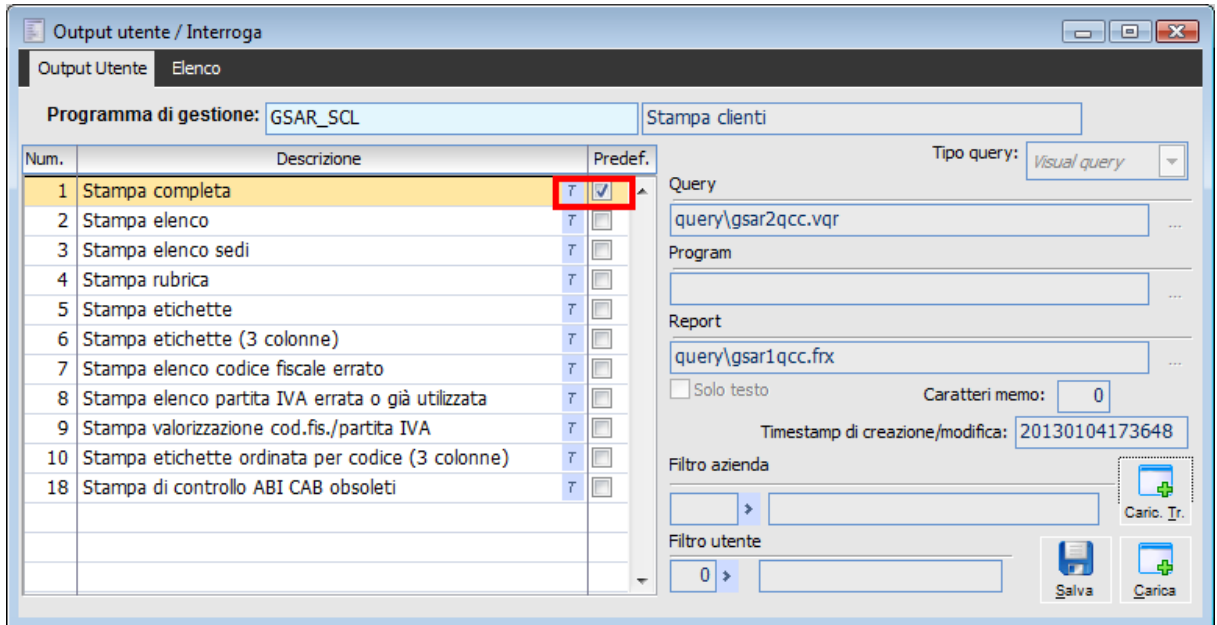 Output utente / Interroga
Output Utente Elenco
Programma di gestione: GSAR_SCL Stampa clienti
Num. Descrizione Predef.
1 Stampa completa T
2 Stampa elenco T
3 Stampa elenco sedi T
4 Stampa rubrica T
5 Stampa etichette T
6 Stampa etichette (3 colonne) T
7 Stampa elenco codice fiscale errato T
8 Stampa elenco partita IVA errata o già utilizzata T
9 Stampa valorizzazione cod.fis./partita IVA T
10 Stampa etichette ordinata per codice (3 colonne) T
18 Stampa di controllo ABI CAB obsoleti T
Tipo query: Visual query
Query
query\gsar2qcc.vqr ...
Program
...
Report
query\gsar1qcc.frx ...
Solo testo Caratteri memo: 0
Timestamp di creazione/modifica: 20130104173648
Filtro azienda
Caric. Tr.
Filtro utente
0
Salva Carica